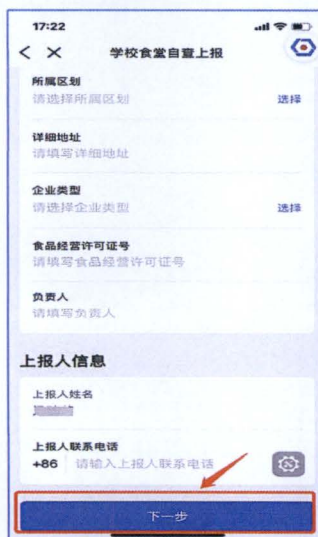 17:22
学校食堂自查上报
所属区划
请选择所属区划 选择
详细地址
请填写详细地址
企业类型
请选择企业类型 选择
食品经营许可证号
请填写食品经营许可证号
负责人
请填写负责人
上报人信息
上报人姓名
上报人联系电话
+86 请输入上报人联系电话
下一步